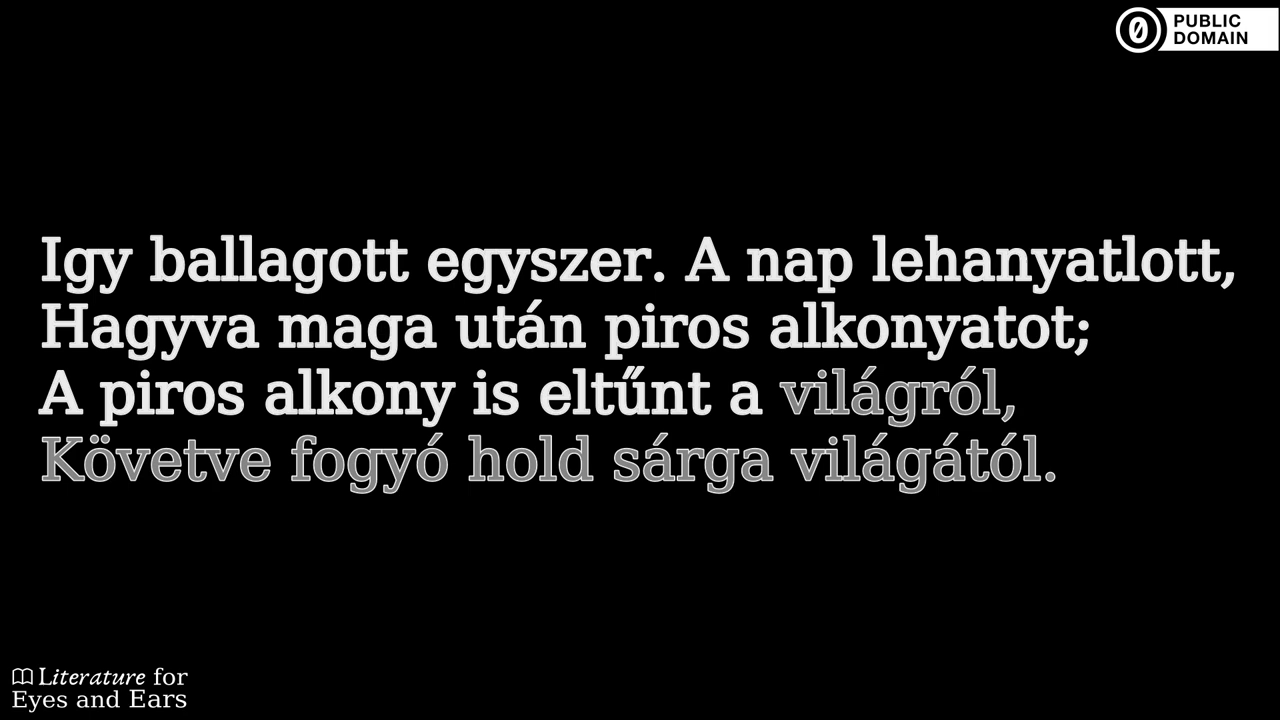 PUBLIC
DOMAIN
Igy ballagott egyszer. A nap lehanyatlott,
Hagyva maga után piros alkonyatot;
A piros alkony is eltűnt a világról,
Követve fogyó hold sárga világától.
Literature for
Eyes and Ears